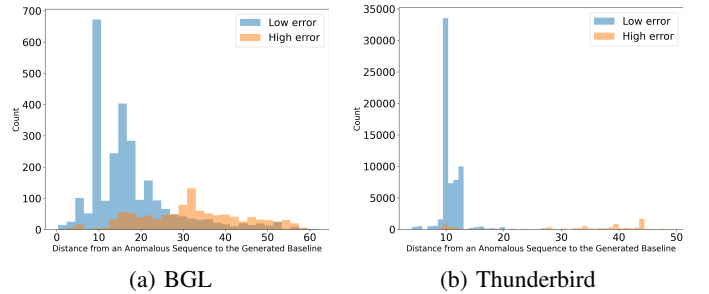 700
600
500
400
300
200
100
0
Count
0 10 20 30 40 50 60
Distance from an Anomalous Sequence to the Generated Baseline
Low error
High error
(a) BGL
35000
30000
25000
20000
15000
10000
5000
0
Count
10 20 30 40 50
Distance from an Anomalous Sequence to the Generated Baseline
Low error
High error
(b) Thunderbird